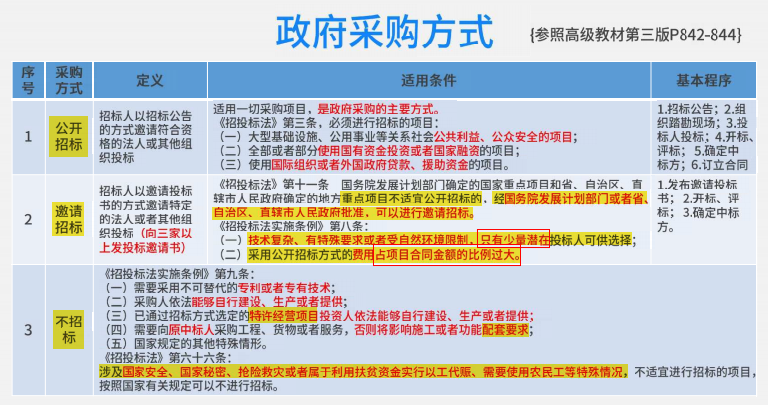 政府采购方式
{参照高级教材第三版P842-844}
序号
采购方式
定义
适用条件
基本程序
1
公开招标
招标人以招标公告
的方式邀请符合资
格的法人或其他组
织投标
适用一切采购项目，是政府采购的主要方式。
《招投标法》第三条，必须进行招标的项目：
（一）大型基础设施、公用事业等关系社会公共利益、公众安全的项目；
（二）全部或者部分使用国有资金投资或者国家融资的项目；
（三）使用国际组织或者外国政府贷款、援助资金的项目。
1.招标公告；2.组
织踏勘现场；3.投
标人投标；4.开标、
评标； 5.确定中
标方；6.订立合同
2
邀请招标
招标人以邀请投标
书的方式邀请特定
的法人或者其他组
织投标（向三家以
上发投标邀请书）
《招投标法》第十一条 国务院发展计划部门确定的国家重点项目和省、自治区、直
辖市人民政府确定的地方重点项目不适宜公开招标的，经国务院发展计划部门或者省、
自治区、直辖市人民政府批准，可以进行邀请招标。
《招投标法实施条例》第八条：
（一）技术复杂、有特殊要求或者受自然环境限制，只有少量潜在投标人可供选择；
（二）采用公开招标方式的费用占项目合同金额的比例过大。
1.发布邀请投标
书； 2.开标、评
标； 3.确定中标
方。
3
不招标
《招投标法实施条例》第九条：
（一）需要采用不可替代的专利或者专有技术；
（二）采购人依法能够自行建设、生产或者提供；
（三）已通过招标方式选定的特许经营项目投资人依法能够自行建设、生产或者提供；
（四）需要向原中标人采购工程、货物或者服务，否则将影响施工或者功能配套要求；
（五）国家规定的其他特殊情形。
《招投标法》第六十六条：
涉及国家安全、国家秘密、抢险救灾或者属于利用扶贫资金实行以工代赈、需要使用农民工等特殊情况，不适宜进行招标的项目，
按照国家有关规定可以不进行招标。